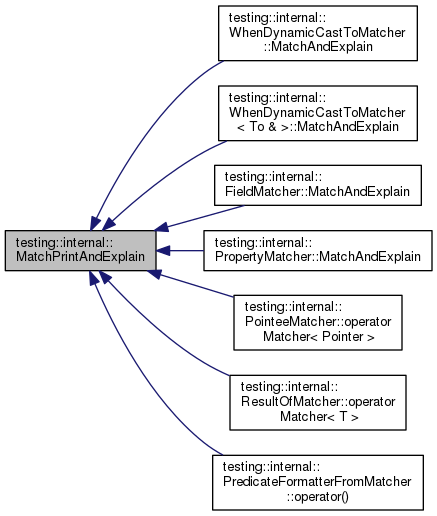 testing::internal::
WhenDynamicCastToMatcher
::MatchAndExplain
testing::internal::
WhenDynamicCastToMatcher
< To & >::MatchAndExplain
testing::internal::
FieldMatcher::MatchAndExplain
testing::internal::
MatchPrintAndExplain
testing::internal::
PropertyMatcher::MatchAndExplain
testing::internal::
PointeeMatcher::operator
Matcher< Pointer >
testing::internal::
ResultOfMatcher::operator
Matcher< T >
testing::internal::
PredicateFormatterFromMatcher
::operator()